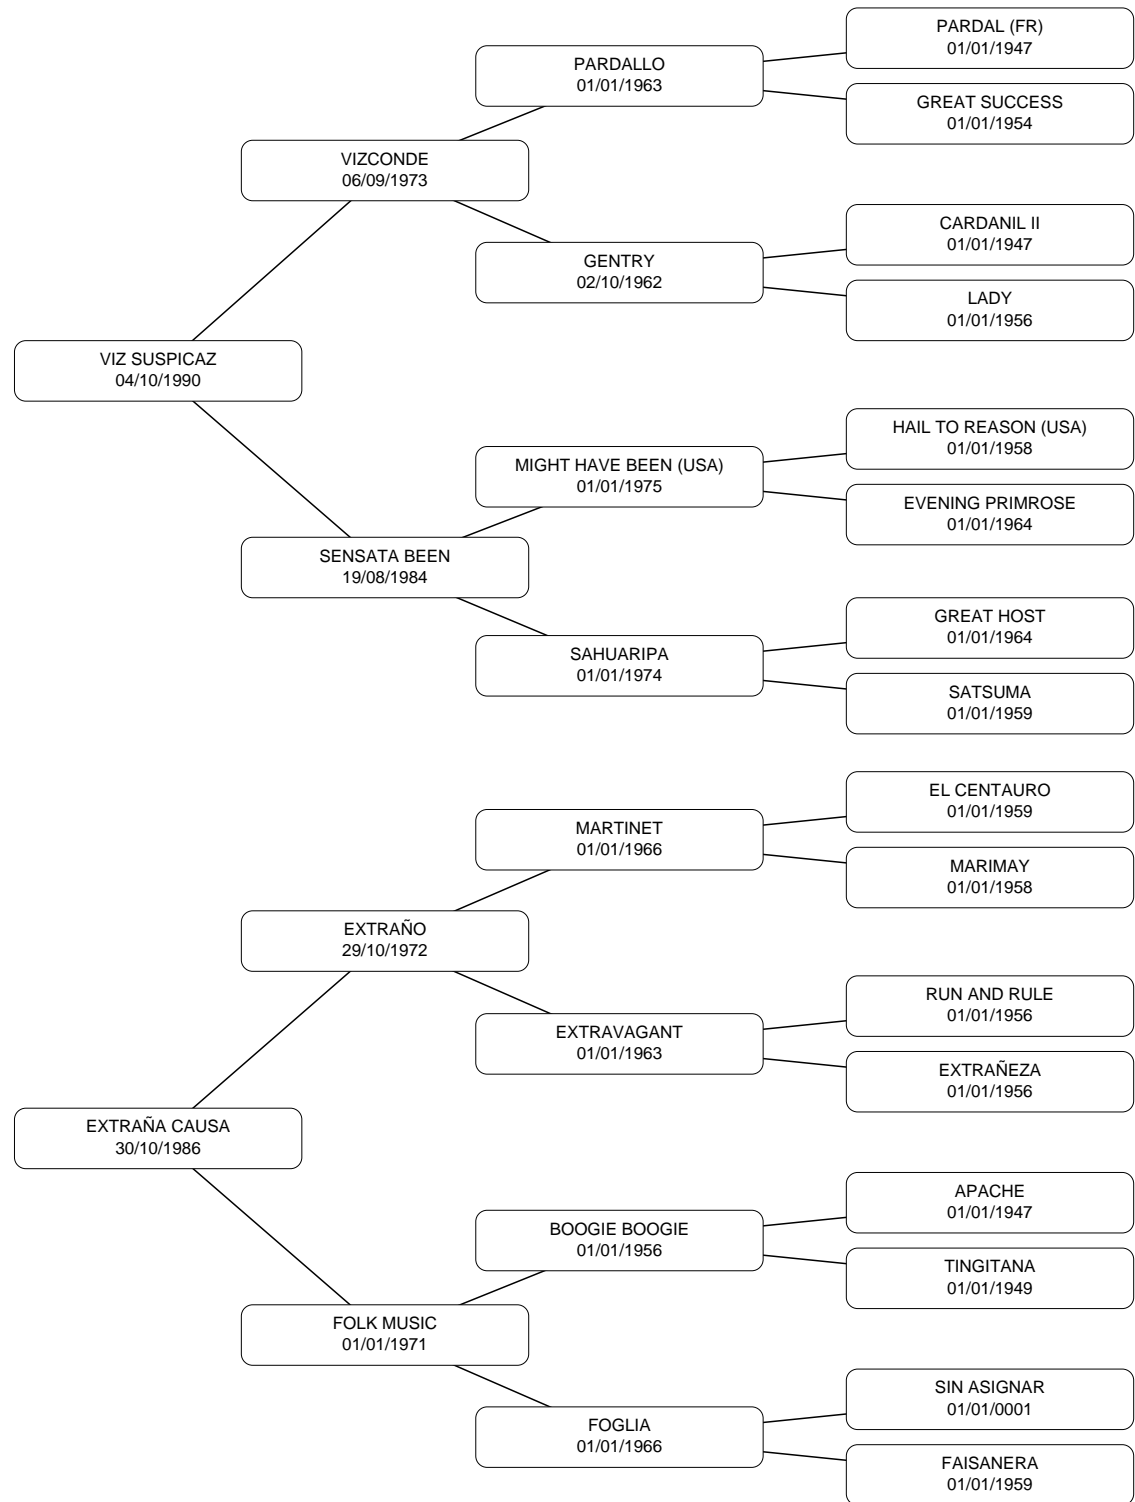 PARDAL (FR)
01/01/1947
PARDALLO
01/01/1963
GREAT SUCCESS
01/01/1954
VIZCONDE
06/09/1973
CARDANIL II
01/01/1947
GENTRY
02/10/1962
LADY
01/01/1956
VIZ SUSPICAZ
04/10/1990
HAIL TO REASON (USA)
01/01/1958
MIGHT HAVE BEEN (USA)
01/01/1975
EVENING PRIMROSE
01/01/1964
SENSATA BEEN
19/08/1984
GREAT HOST
01/01/1964
SAHUARIPA
01/01/1974
SATSUMA
01/01/1959
EL CENTAURO
01/01/1959
MARTINET
01/01/1966
MARIMAY
01/01/1958
EXTRAÑO
29/10/1972
RUN AND RULE
01/01/1956
EXTRAVAGANT
01/01/1963
EXTRAÑEZA
01/01/1956
EXTRAÑA CAUSA
30/10/1986
APACHE
01/01/1947
BOOGIE BOOGIE
01/01/1956
TINGITANA
01/01/1949
FOLK MUSIC
01/01/1971
SIN ASIGNAR
01/01/0001
FOGLIA
01/01/1966
FAISANERA
01/01/1959